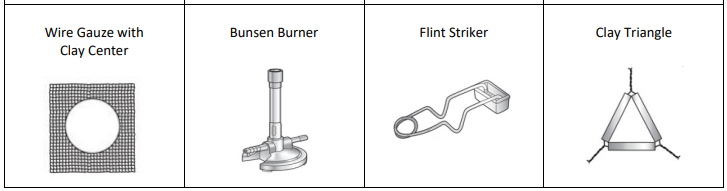 Wire Gauze with
Clay Center
Bunsen Burner
Flint Striker
Clay Triangle